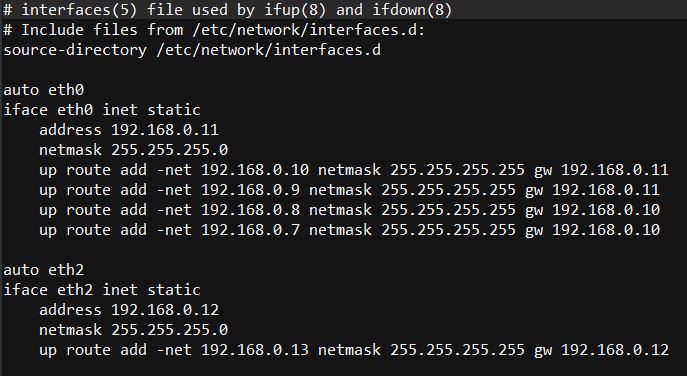 # interfaces(5) file used by ifup(8) and ifdown(8)
# Include files from /etc/network/interfaces.d:
source-directory /etc/network/interfaces.d

auto eth0
iface eth0 inet static
    address 192.168.0.11
    netmask 255.255.255.0
    up route add -net 192.168.0.10 netmask 255.255.255.255 gw 192.168.0.11
    up route add -net 192.168.0.9 netmask 255.255.255.255 gw 192.168.0.11
    up route add -net 192.168.0.8 netmask 255.255.255.255 gw 192.168.0.10
    up route add -net 192.168.0.7 netmask 255.255.255.255 gw 192.168.0.10

auto eth2
iface eth2 inet static
    address 192.168.0.12
    netmask 255.255.255.0
    up route add -net 192.168.0.13 netmask 255.255.255.255 gw 192.168.0.12